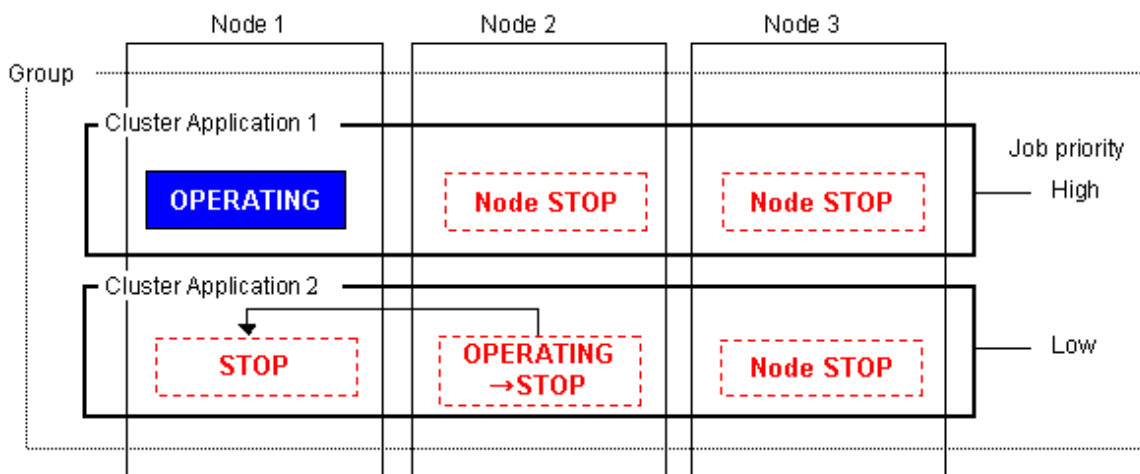 Node 1
Node 2
Node 3
Group
Cluster Application 1
Job priority
OPERATING
Node STOP
Node STOP
High
Cluster Application 2
STOP
OPERATING
→STOP
Node STOP
Low